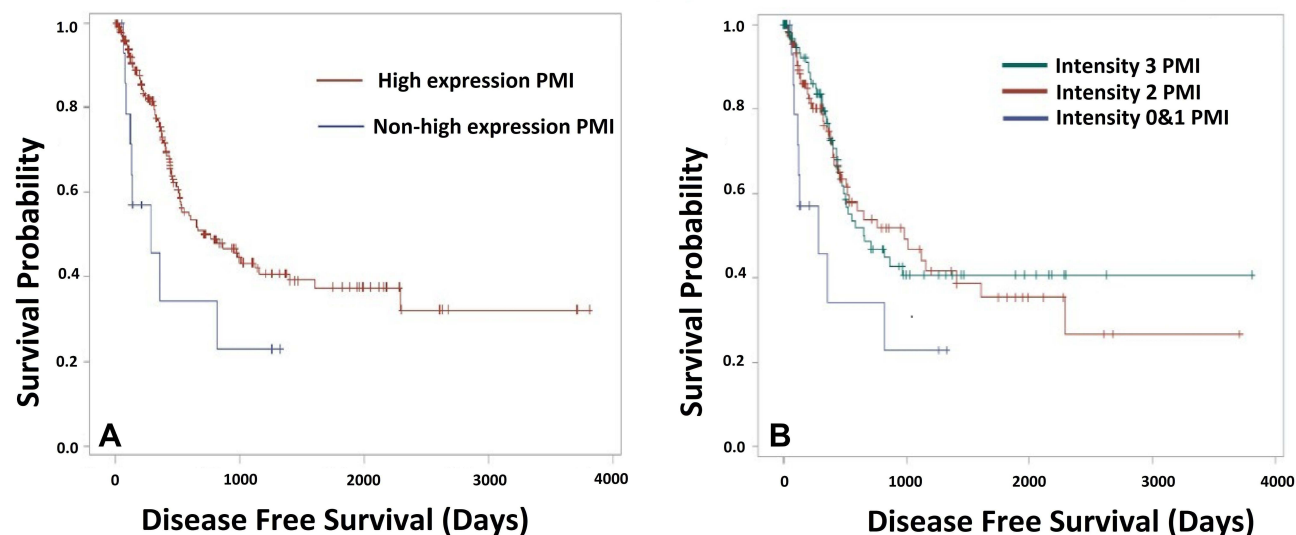 Survival Probability
1.0
0.8
0.6
0.4
0.2
0.0
High expression PMI
Non-high expression PMI
A
0 1000 2000 3000 4000
Disease Free Survival (Days)
Survival Probability
1.0
0.8
0.6
0.4
0.2
0.0
Intensity 3 PMI
Intensity 2 PMI
Intensity 0&1 PMI
B
0 1000 2000 3000 4000
Disease Free Survival (Days)